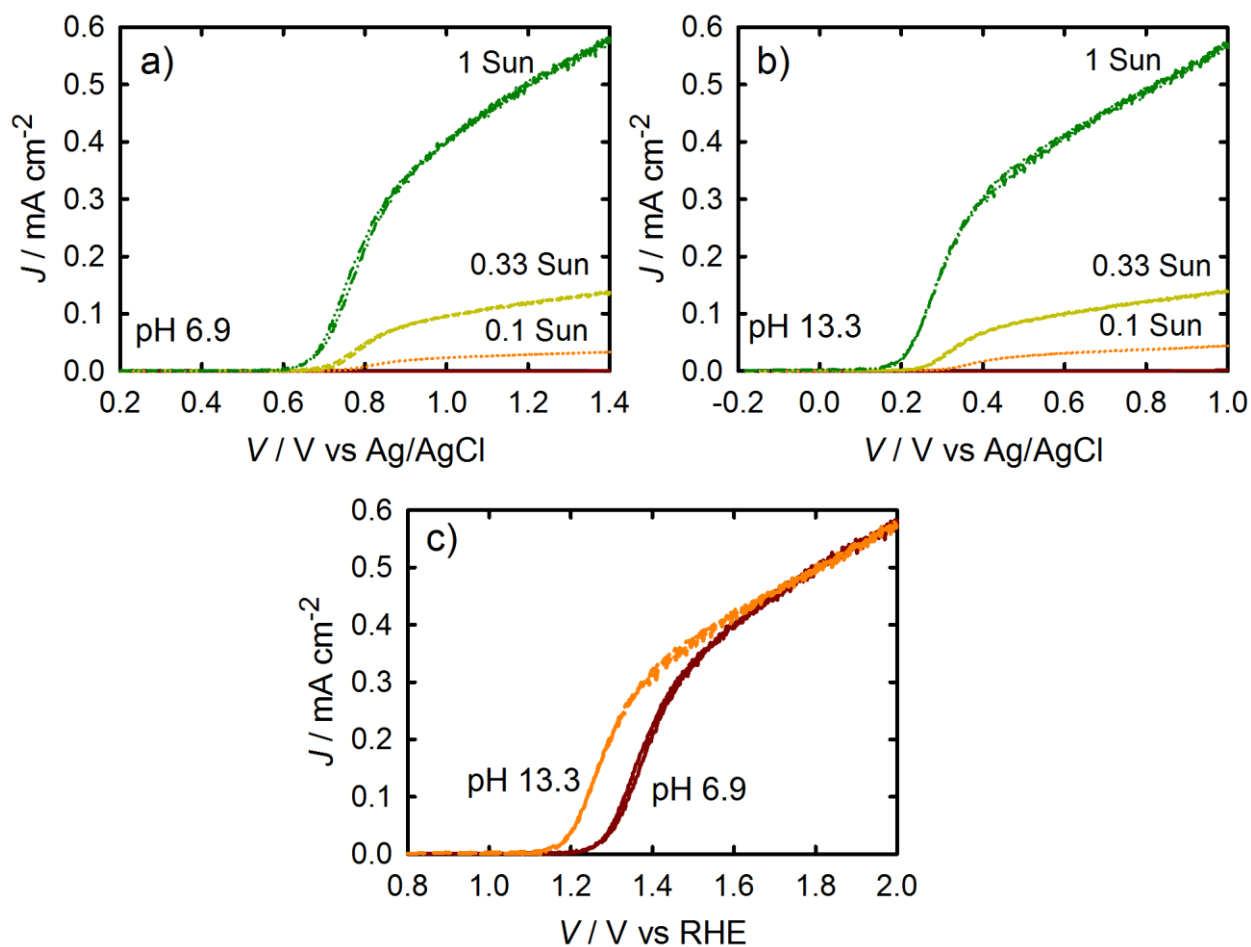 a)
1 Sun
0.33 Sun
0.1 Sun
pH 6.9
J / mA cm-2
0.6
0.5
0.4
0.3
0.2
0.1
0.0
0.2 0.4 0.6 0.8 1.0 1.2 1.4
V / V vs Ag/AgCl
b)
1 Sun
0.33 Sun
0.1 Sun
pH 13.3
J / mA cm-2
0.6
0.5
0.4
0.3
0.2
0.1
0.0
-0.2 0.0 0.2 0.4 0.6 0.8 1.0
V / V vs Ag/AgCl
c)
pH 13.3
pH 6.9
J / mA cm-2
0.6
0.5
0.4
0.3
0.2
0.1
0.0
0.8 1.0 1.2 1.4 1.6 1.8 2.0
V / V vs RHE